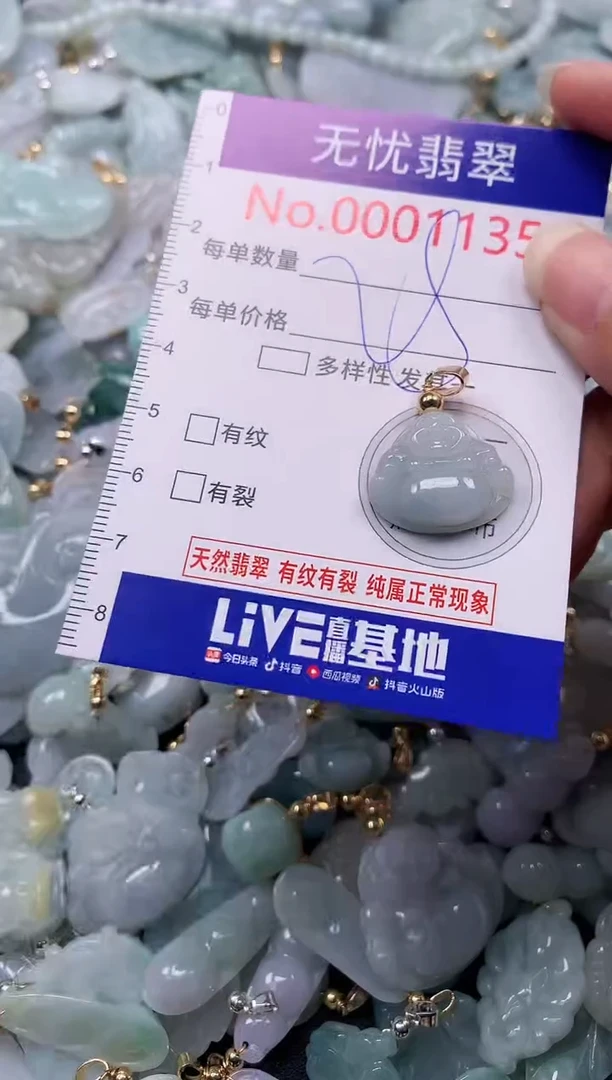 0
无忧翡翠
1
No.0001135
2
每单数量
3
每单价格
4
多样性 发
5
有纹
6
有裂
币
7
天然翡翠 有纹有裂 纯属正常现象
8
LiVE直播基地
头条 今日头条 抖音 西瓜视频 抖音火山版